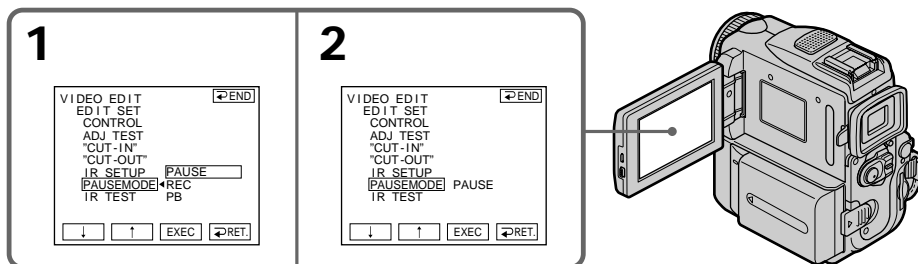 1
VIDEO EDIT ⮐END
EDIT SET
CONTROL
ADJ TEST
"CUT-IN"
"CUT-OUT"
IR SETUP PAUSE
PAUSEMODE ◂REC
IR TEST PB
↓ ↑ EXEC ⮐RET.
2
VIDEO EDIT ⮐END
EDIT SET
CONTROL
ADJ TEST
"CUT-IN"
"CUT-OUT"
IR SETUP
PAUSEMODE PAUSE
IR TEST
↓ ↑ EXEC ⮐RET.